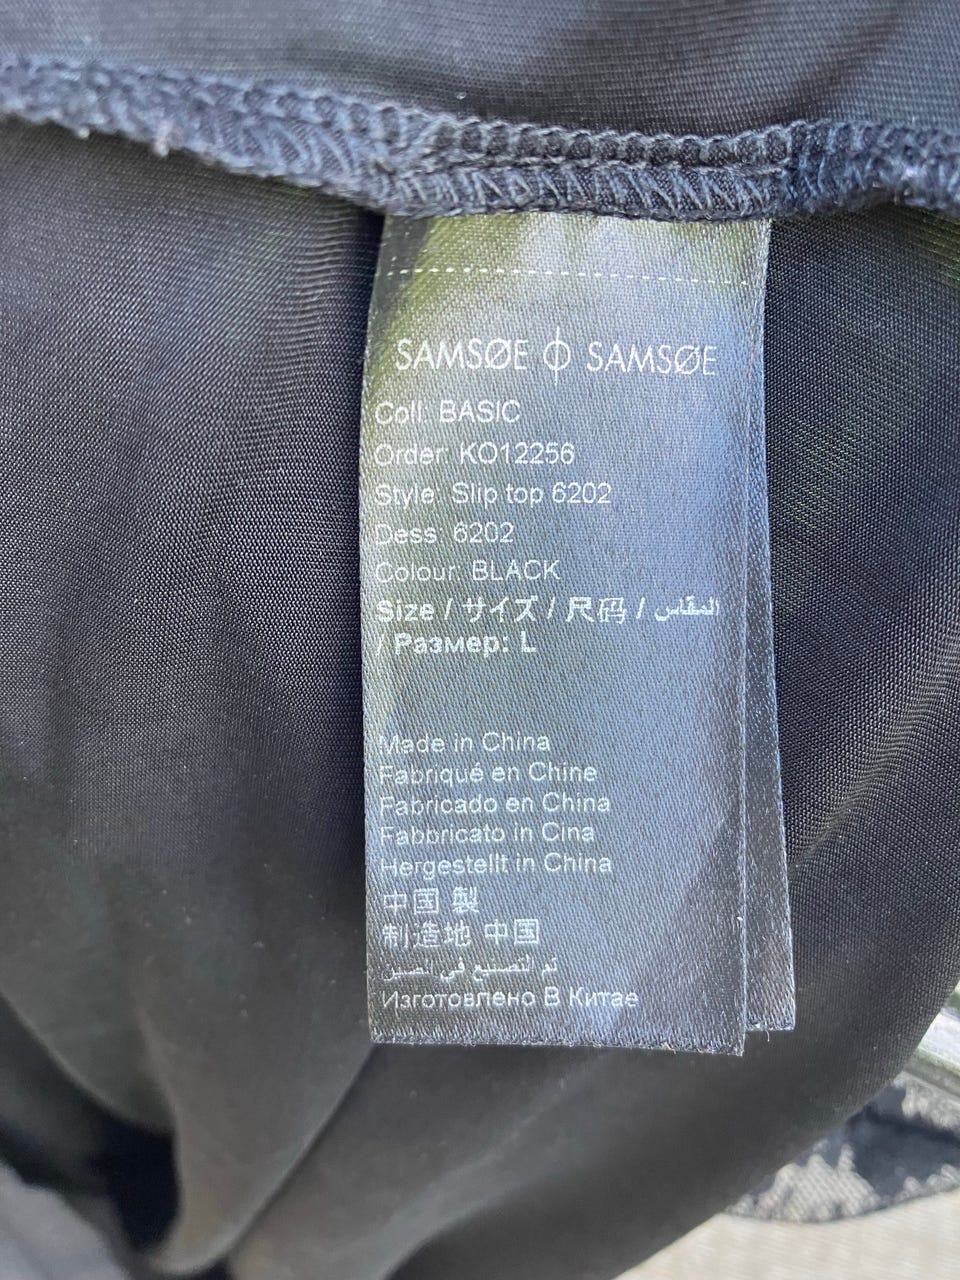 SAMSØE ϕ SAMSØE
Coll: BASIC
Order: KO12256
Style: Slip top 6202
Dess: 6202
Colour: BLACK
Size / サイズ / 尺码 / المقاس
/ Размер: L
Made in China
Fabriqué en Chine
Fabricado en China
Fabbricato in Cina
Hergestellt in China
中国 製
制造地 中国
تم التصنيع في الصين
Изготовлено В Китае